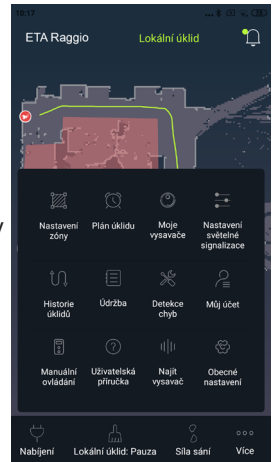 10:17
ETA Raggio
Lokální úklid
Nastavení zóny
Plán úklidu
Moje vysavače
Nastavení světelné signalizace
Historie úklidů
Údržba
Detekce chyb
Můj účet
Manuální ovládání
Uživatelská příručka
Najít vysavač
Obecné nastavení
Nabíjení
Lokální úklid: Pauza
Síla sání
Více